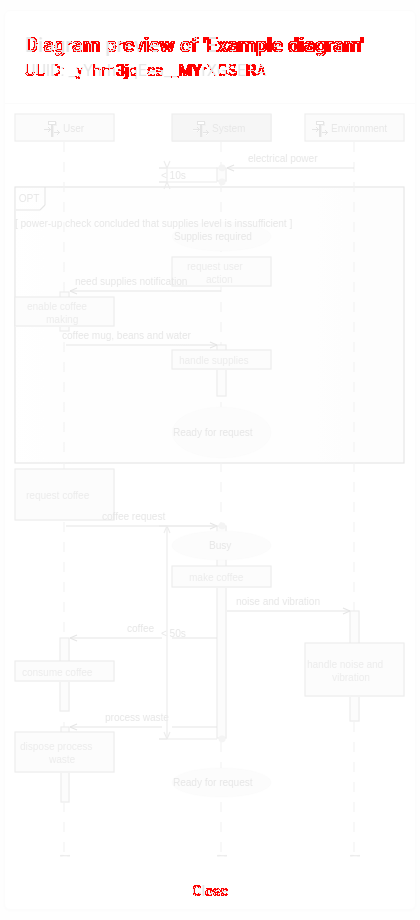 Diagram preview of 'Example diagram'
User
System
Environment
electrical power
< 10s
OPT
[ power-up check concluded that supplies level is inssufficient ]
Supplies required
request user
action
need supplies notification
enable coffee
making
coffee mug, beans and water
handle supplies
Ready for request
request coffee
coffee request
Busy
make coffee
noise and vibration
coffee
< 50s
handle noise and
vibration
consume coffee
process waste
dispose process
waste
Ready for request
Close